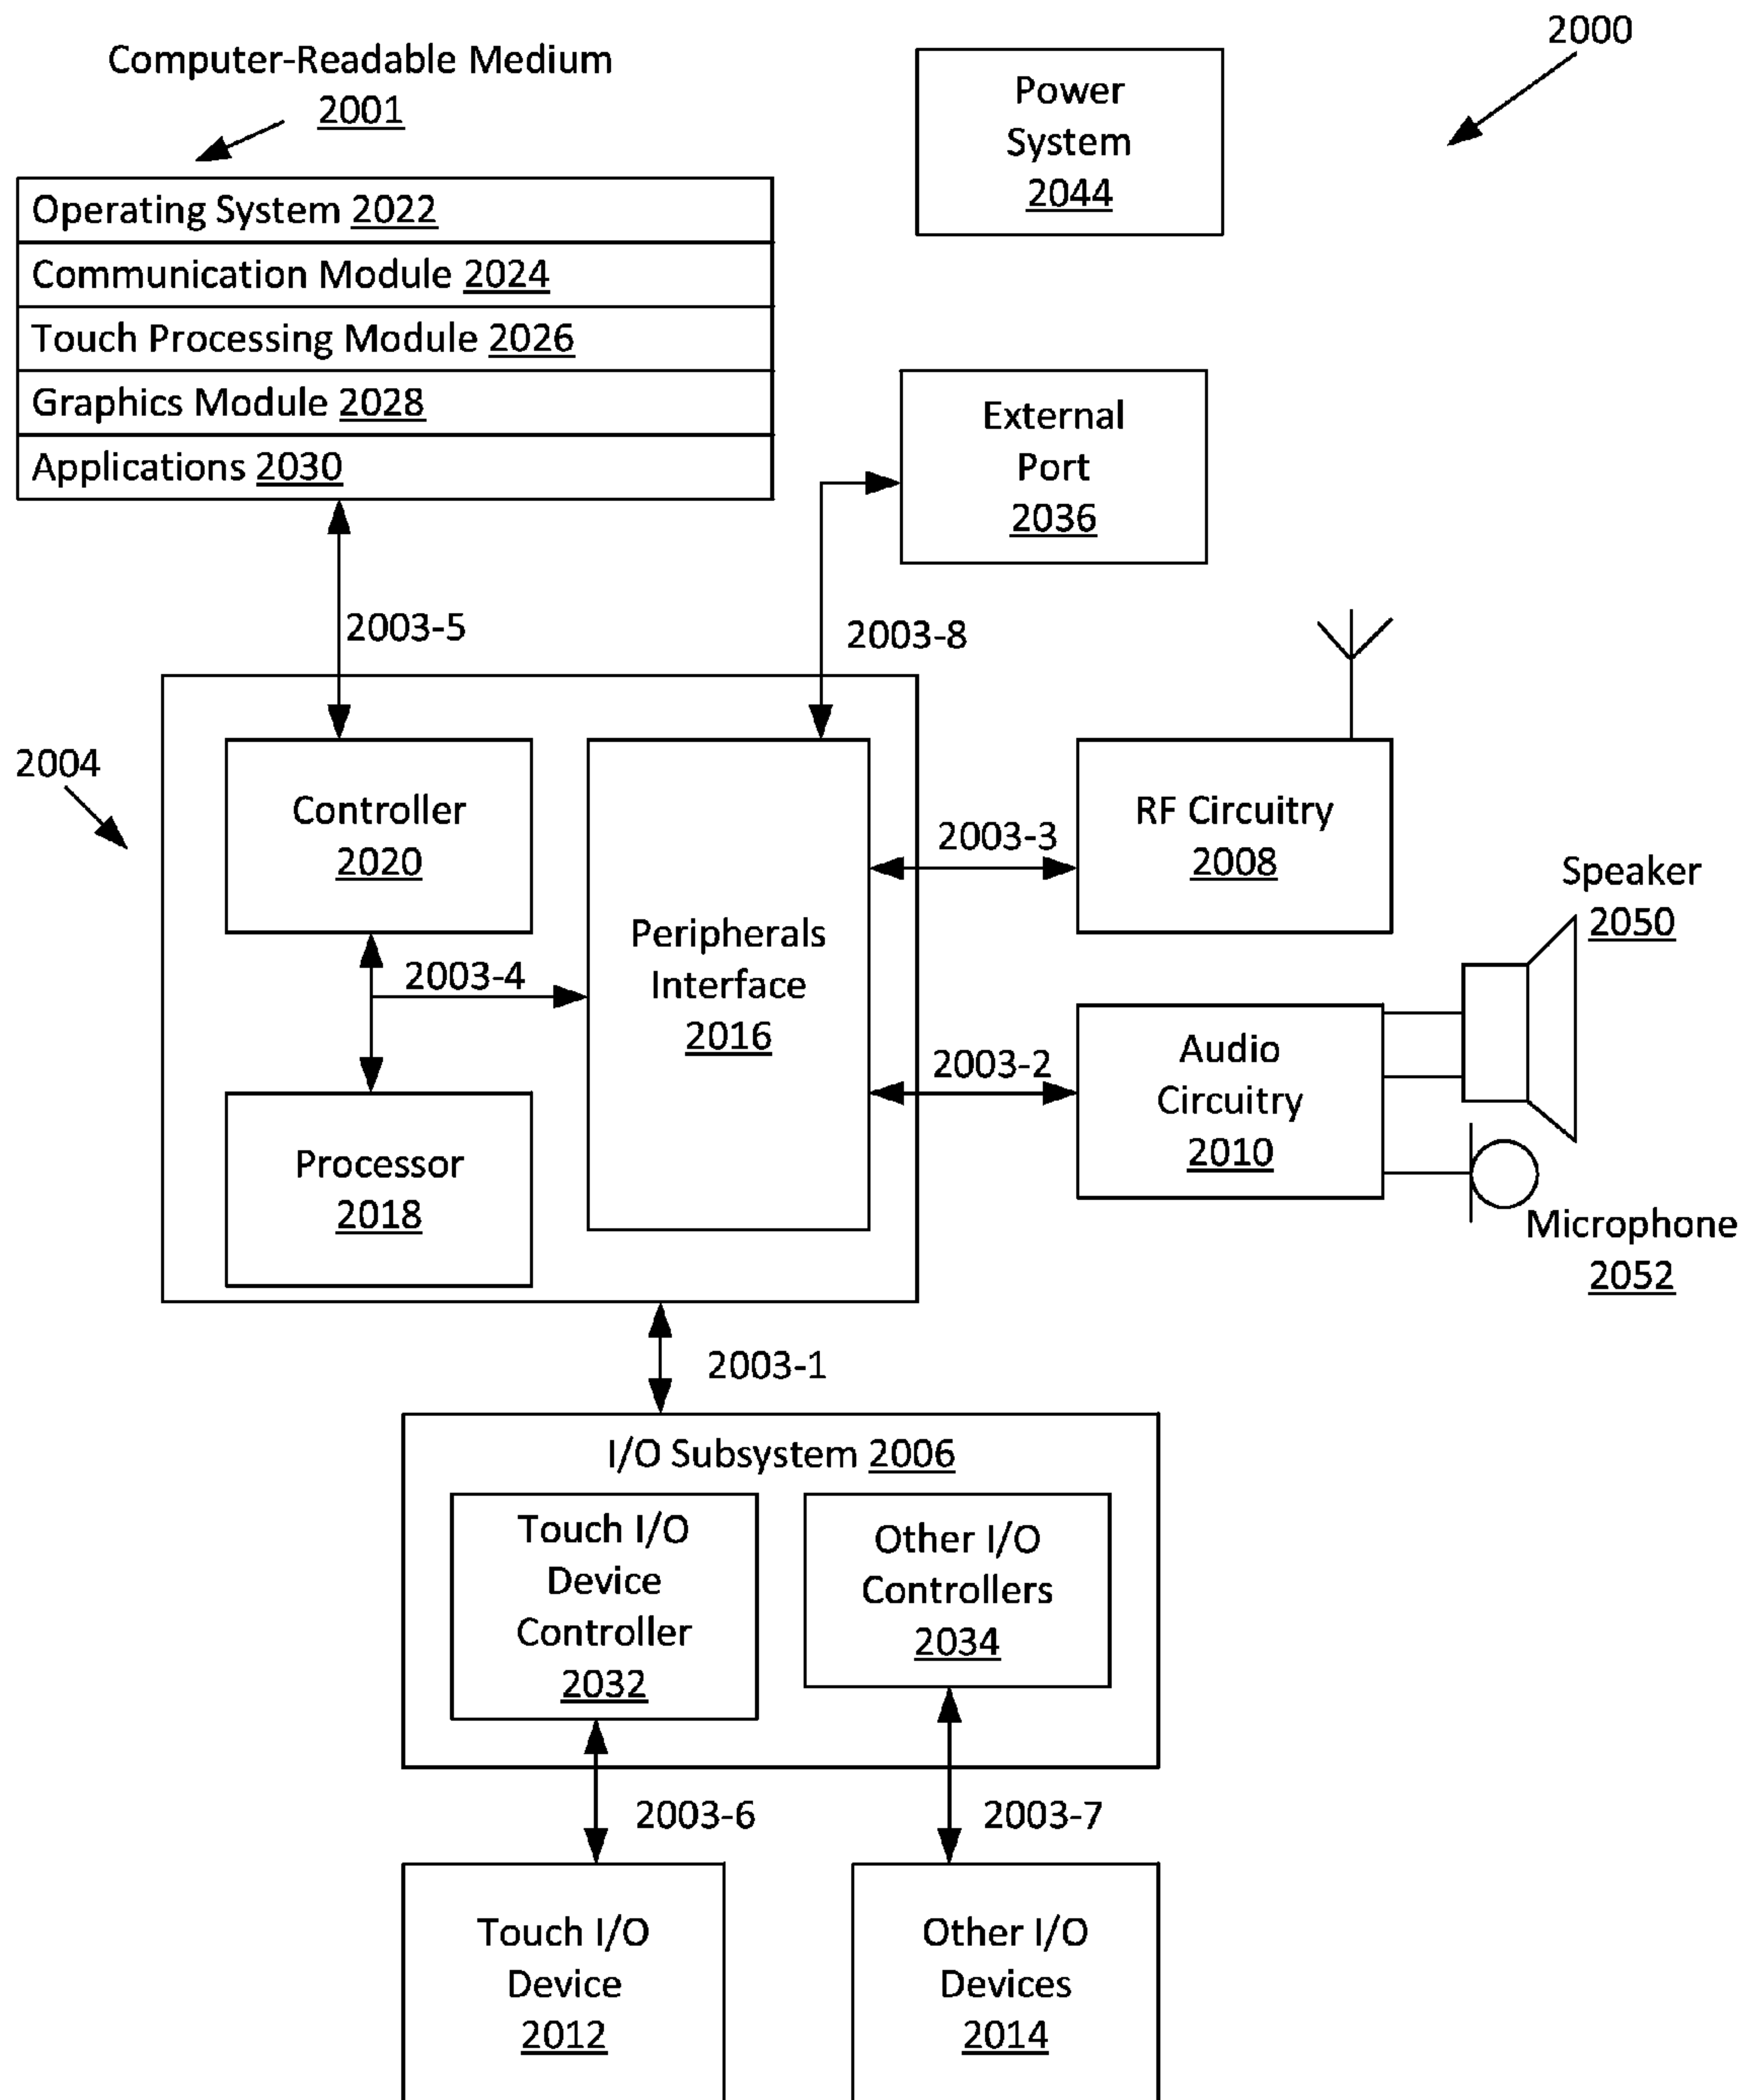 2000
Computer-Readable Medium
2001
Power
System
2044
Operating System 2022
Communication Module 2024
Touch Processing Module 2026
Graphics Module 2028
Applications 2030
External
Port
2036
2003-5
2003-8
2004
Controller
2020
Peripherals
Interface
2016
2003-4
Processor
2018
2003-3
RF Circuitry
2008
Speaker
2050
2003-2
Audio
Circuitry
2010
Microphone
2052
2003-1
I/O Subsystem 2006
Touch I/O
Device
Controller
2032
Other I/O
Controllers
2034
2003-6
2003-7
Touch I/O
Device
2012
Other I/O
Devices
2014